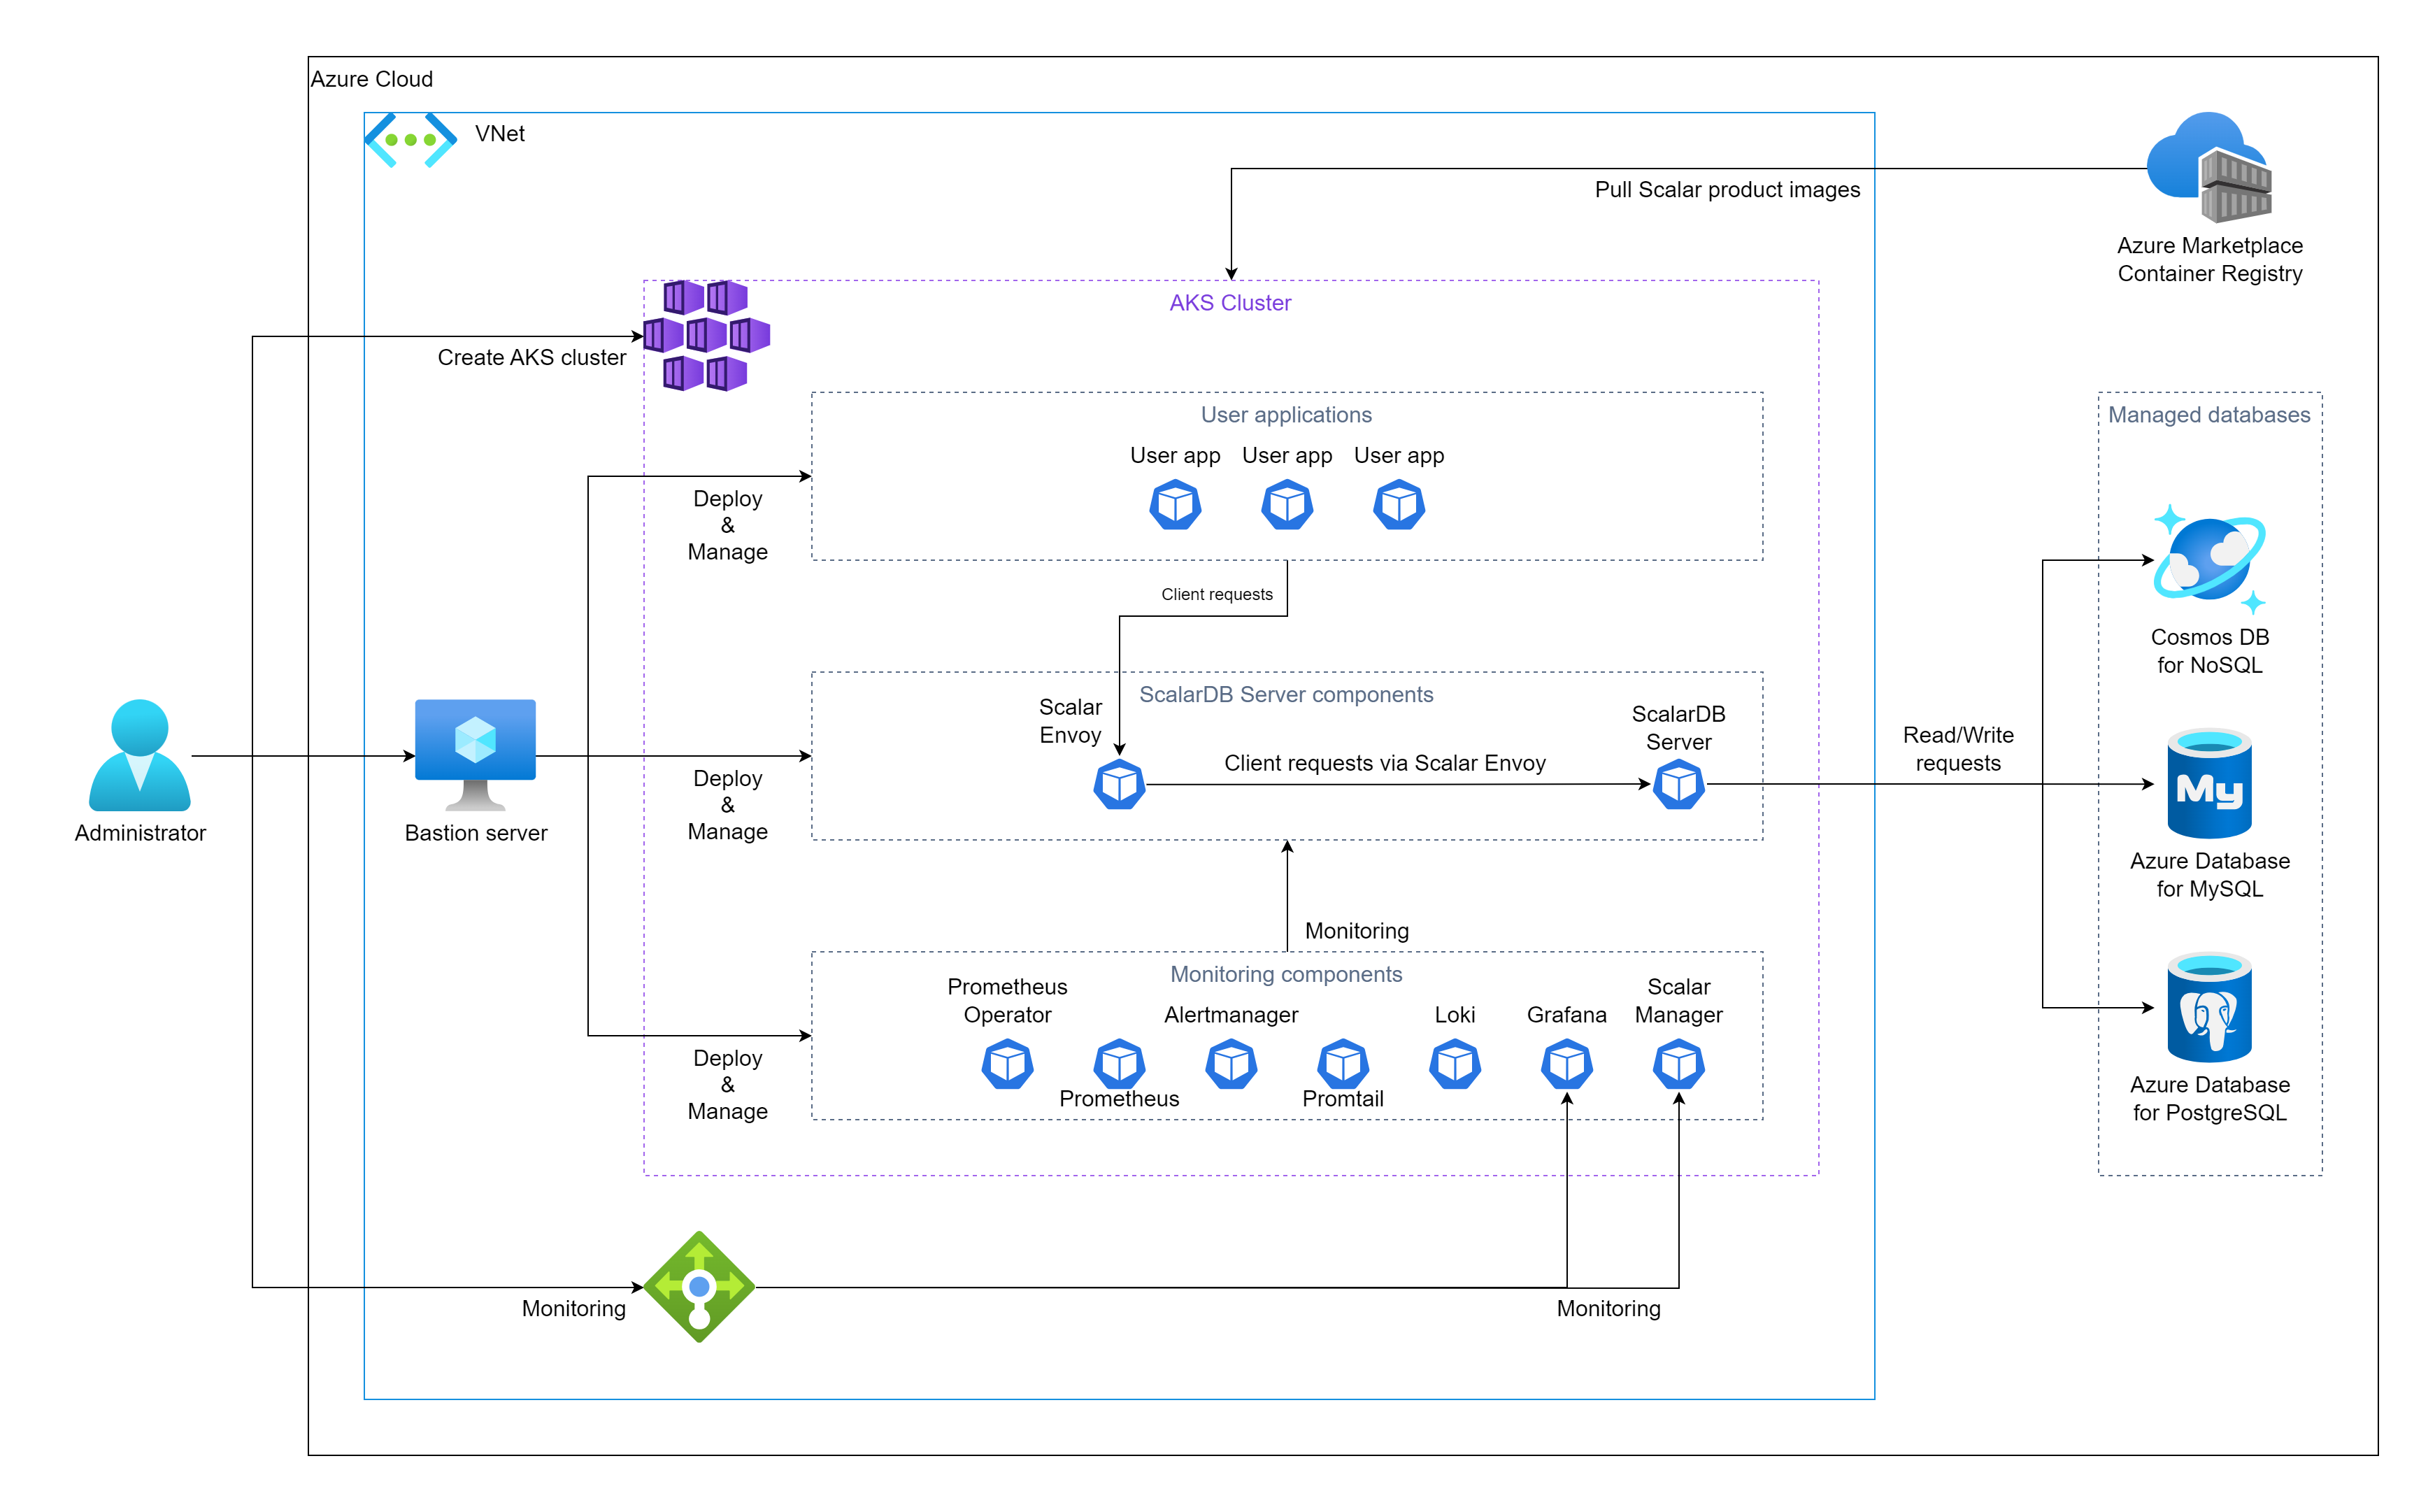 Azure Cloud
VNet
Pull Scalar product images
Azure Marketplace
Container Registry
AKS Cluster
Create AKS cluster
User applications
User app
User app
User app
Deploy
&
Manage
Client requests
Managed databases
Cosmos DB
for NoSQL
ScalarDB Server components
Scalar
Envoy
ScalarDB
Server
Client requests via Scalar Envoy
Read/Write
requests
Deploy
&
Manage
Administrator
Bastion server
My
Azure Database
for MySQL
Monitoring
Monitoring components
Prometheus
Operator
Alertmanager
Loki
Grafana
Scalar
Manager
Prometheus
Promtail
Deploy
&
Manage
Azure Database
for PostgreSQL
Monitoring
Monitoring